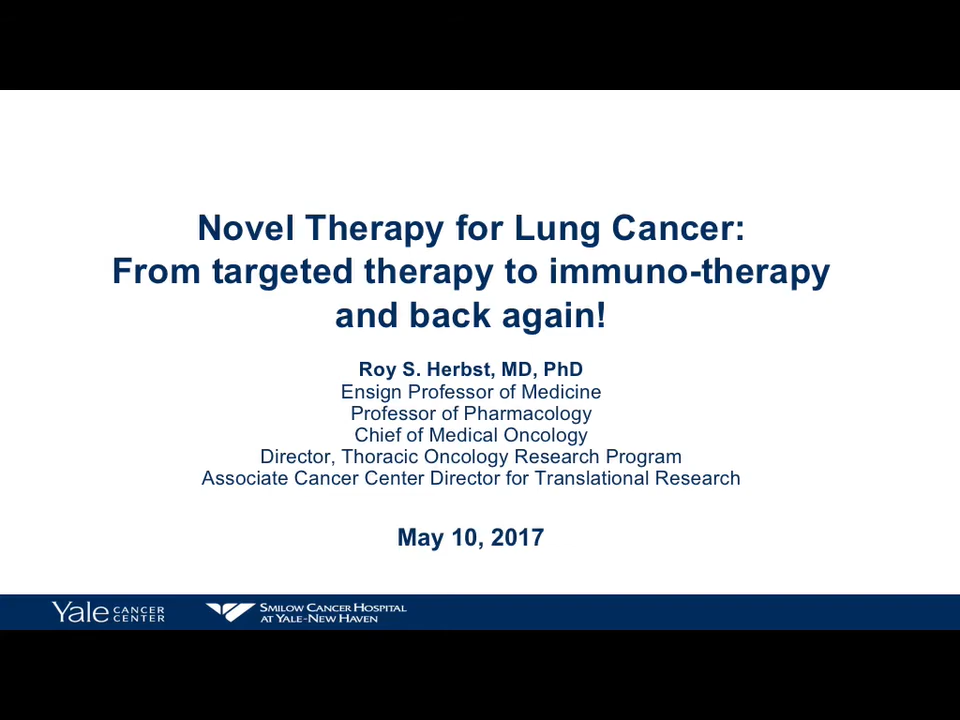 Novel Therapy for Lung Cancer:
From targeted therapy to immuno-therapy
and back again!
Roy S. Herbst, MD, PhD
Ensign Professor of Medicine
Professor of Pharmacology
Chief of Medical Oncology
Director, Thoracic Oncology Research Program
Associate Cancer Center Director for Translational Research
May 10, 2017
Yale CANCER CENTER
SMILOW CANCER HOSPITAL
AT YALE-NEW HAVEN